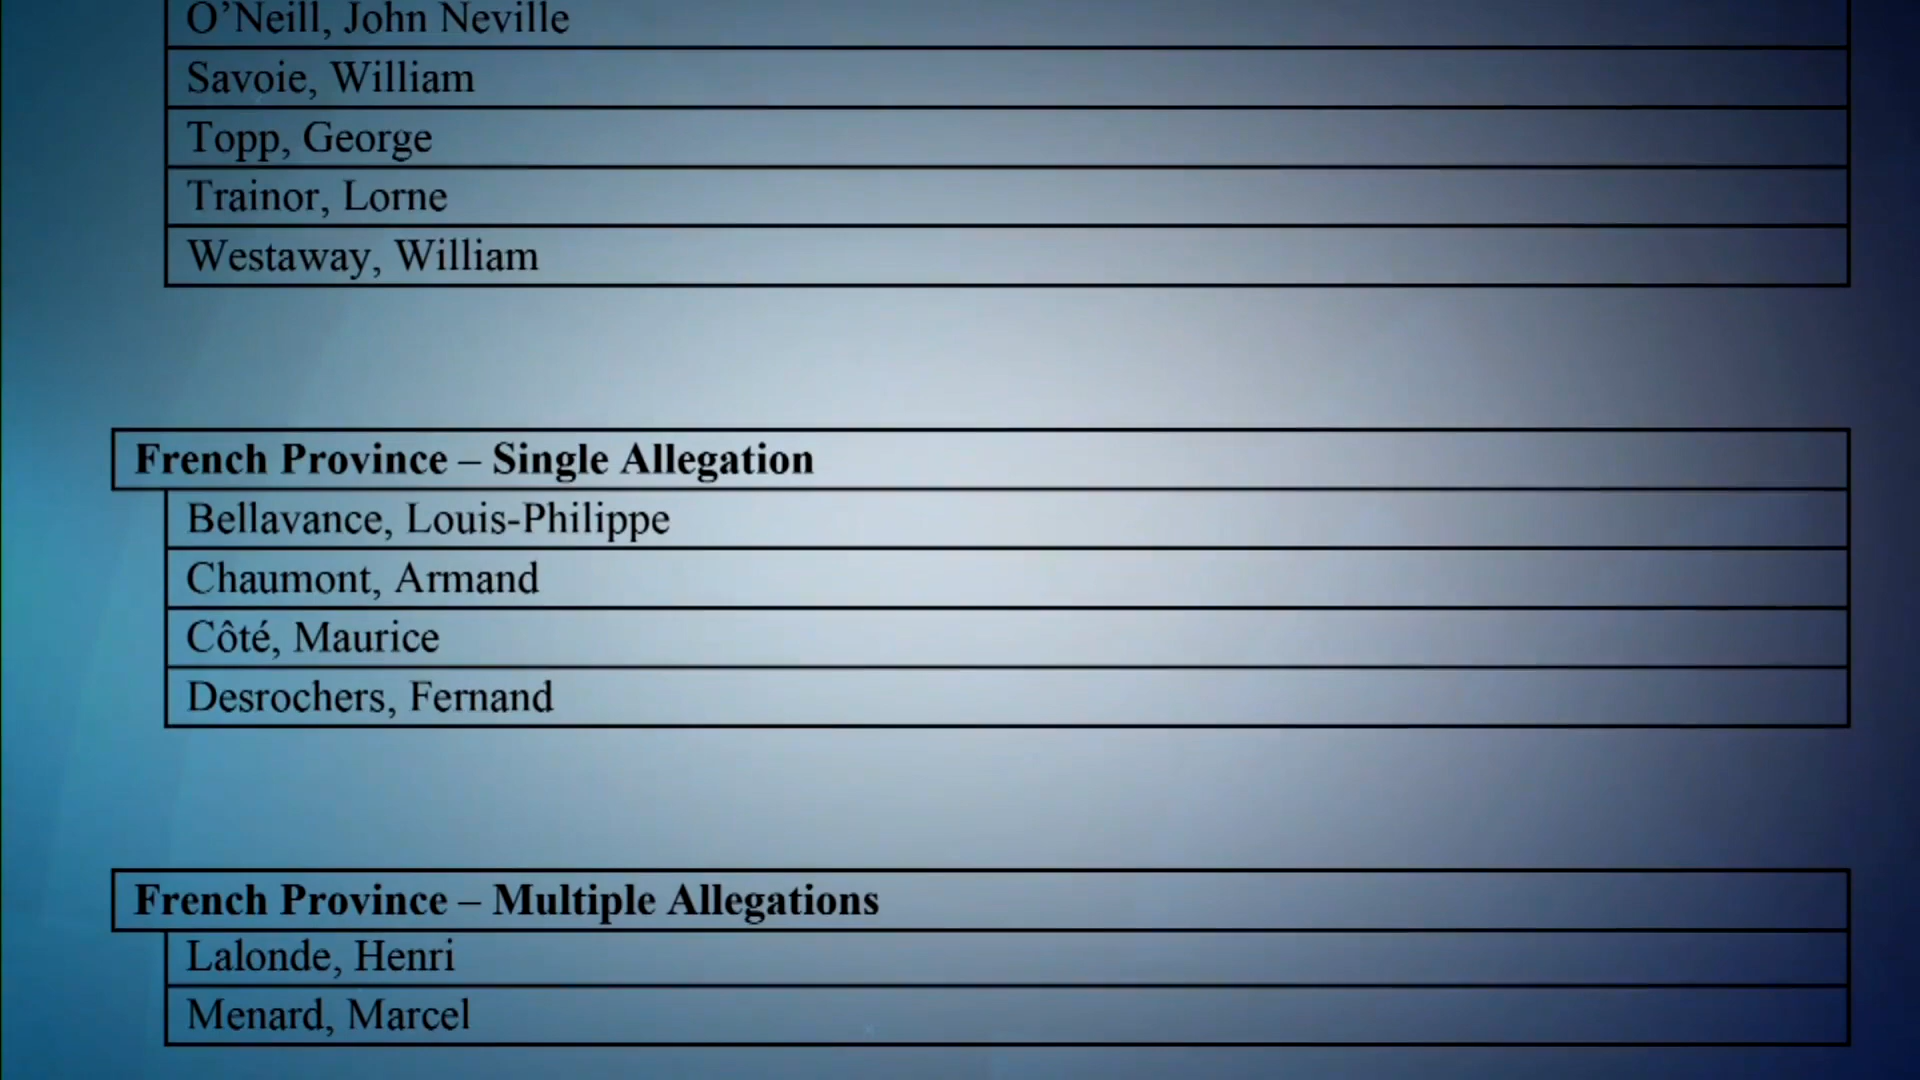 O’Neill, John Neville
Savoie, William
Topp, George
Trainor, Lorne
Westaway, William
French Province – Single Allegation
Bellavance, Louis-Philippe
Chaumont, Armand
Côté, Maurice
Desrochers, Fernand
French Province – Multiple Allegations
Lalonde, Henri
Menard, Marcel